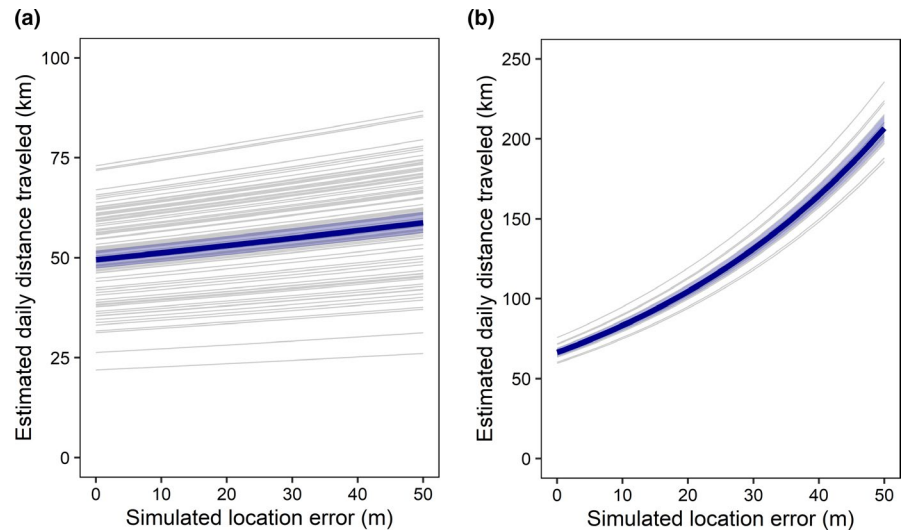 (a)
Estimated daily distance traveled (km)
100
75
50
25
0
0 10 20 30 40 50
Simulated location error (m)
(b)
Estimated daily distance traveled (km)
250
200
150
100
50
0
0 10 20 30 40 50
Simulated location error (m)